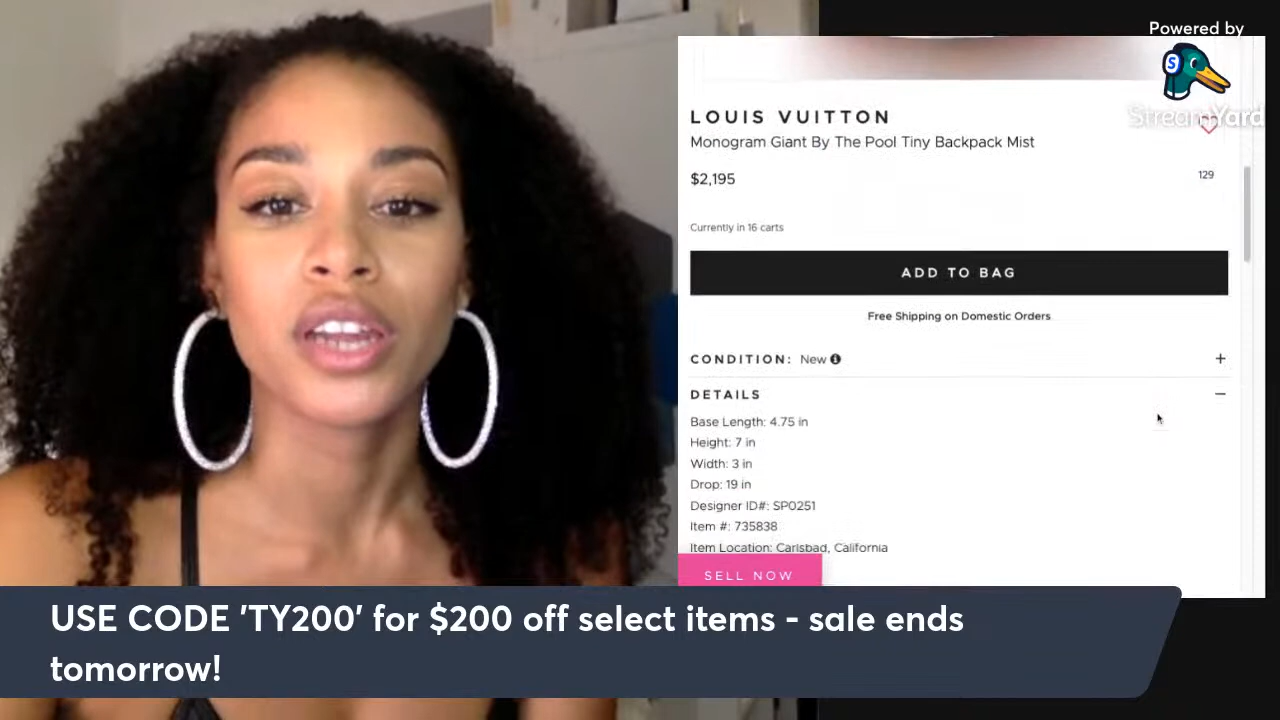 Powered by
StreamYard
LOUIS VUITTON
Monogram Giant By The Pool Tiny Backpack Mist
$2,195
129
Currently in 16 carts
ADD TO BAG
Free Shipping on Domestic Orders
CONDITION: New
DETAILS
Base Length: 4.75 in
Height: 7 in
Width: 3 in
Drop: 19 in
Designer ID#: SP0251
Item #: 735838
Item Location: Carlsbad, California
SELL NOW
USE CODE 'TY200' for $200 off select items - sale ends
tomorrow!